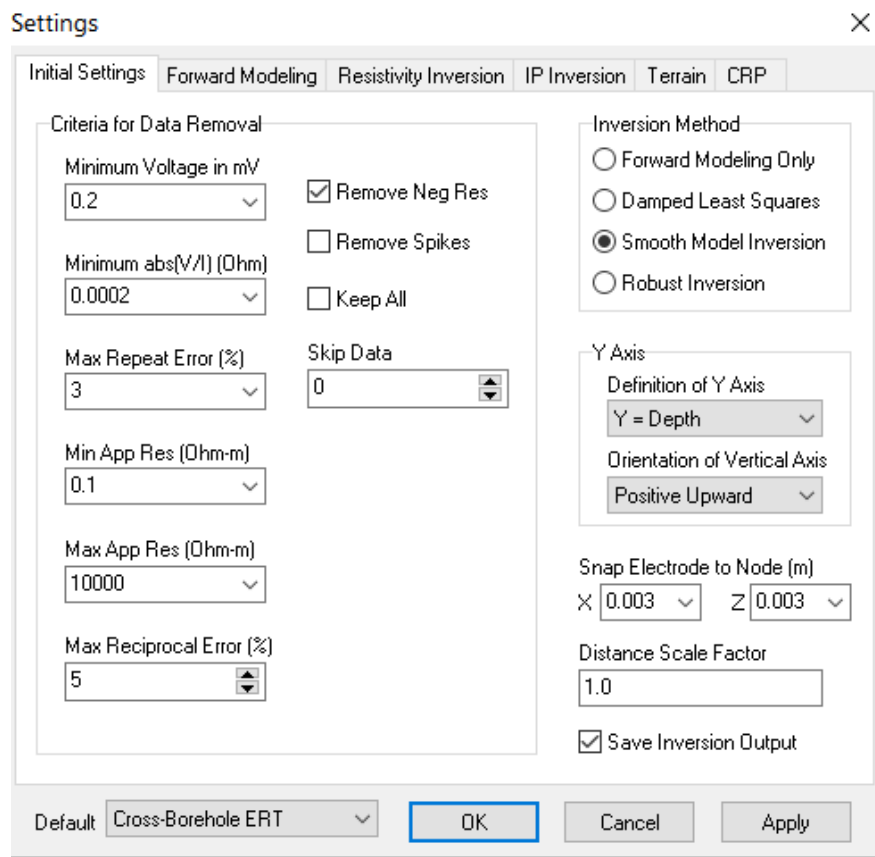 Settings
Initial Settings
Forward Modeling
Resistivity Inversion
IP Inversion
Terrain
CRP
Criteria for Data Removal
Minimum Voltage in mV
0.2
Minimum abs(V/I) (Ohm)
0.0002
Max Repeat Error (%)
3
Min App Res (Ohm-m)
0.1
Max App Res (Ohm-m)
10000
Max Reciprocal Error (%)
5
Remove Neg Res
Remove Spikes
Keep All
Skip Data
0
Inversion Method
Forward Modeling Only
Damped Least Squares
Smooth Model Inversion
Robust Inversion
Y Axis
Definition of Y Axis
Y = Depth
Orientation of Vertical Axis
Positive Upward
Snap Electrode to Node (m)
X 0.003 Z 0.003
Distance Scale Factor
1.0
Save Inversion Output
Default Cross-Borehole ERT
OK
Cancel
Apply